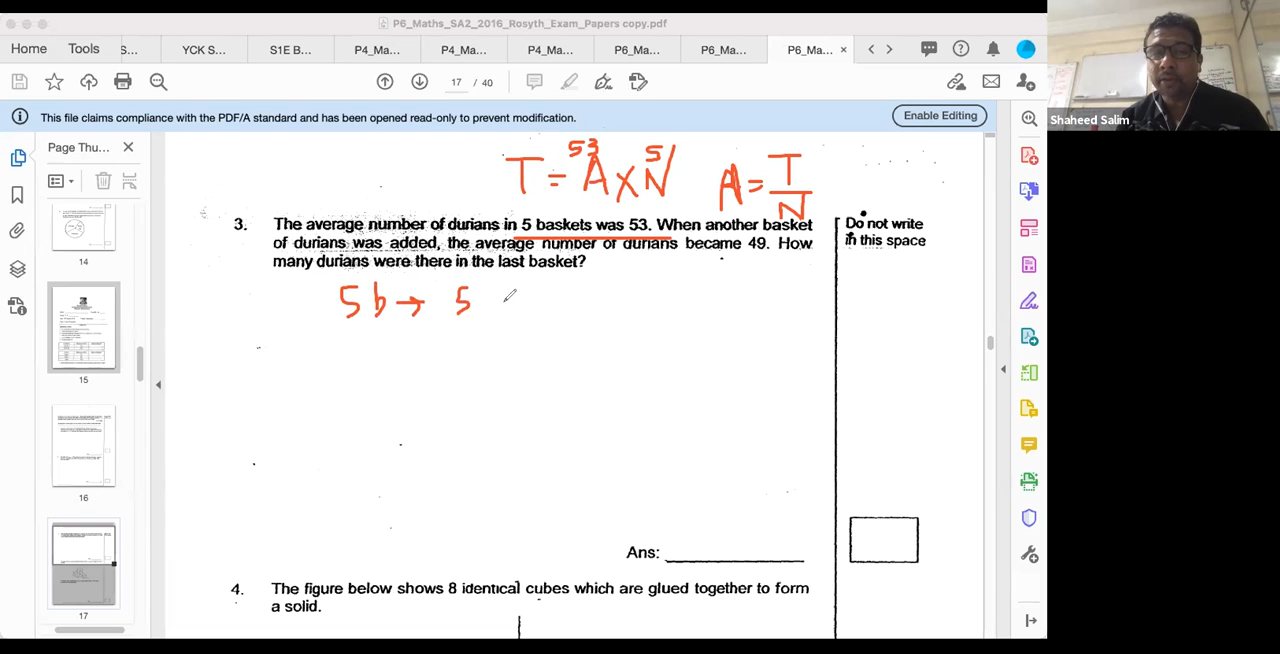 P6_Maths_SA2_2016_Rosyth_Exam_Papers copy.pdf
Home Tools S... YCK S... S1E B... P4_Ma... P4_Ma... P4_Ma... P6_Ma... P6_Ma... P6_Ma... ×
17 / 40
This file claims compliance with the PDF/A standard and has been opened read-only to prevent modification.
Enable Editing
Shaheed Salim
Page Thu...
14
15
16
17
53 5
T = A × N A = T
N
3. The average number of durians in 5 baskets was 53. When another basket
of durians was added, the average number of durians became 49. How
many durians were there in the last basket?
Do not write
in this space
5 b → 5
Ans:
4. The figure below shows 8 identical cubes which are glued together to form
a solid.